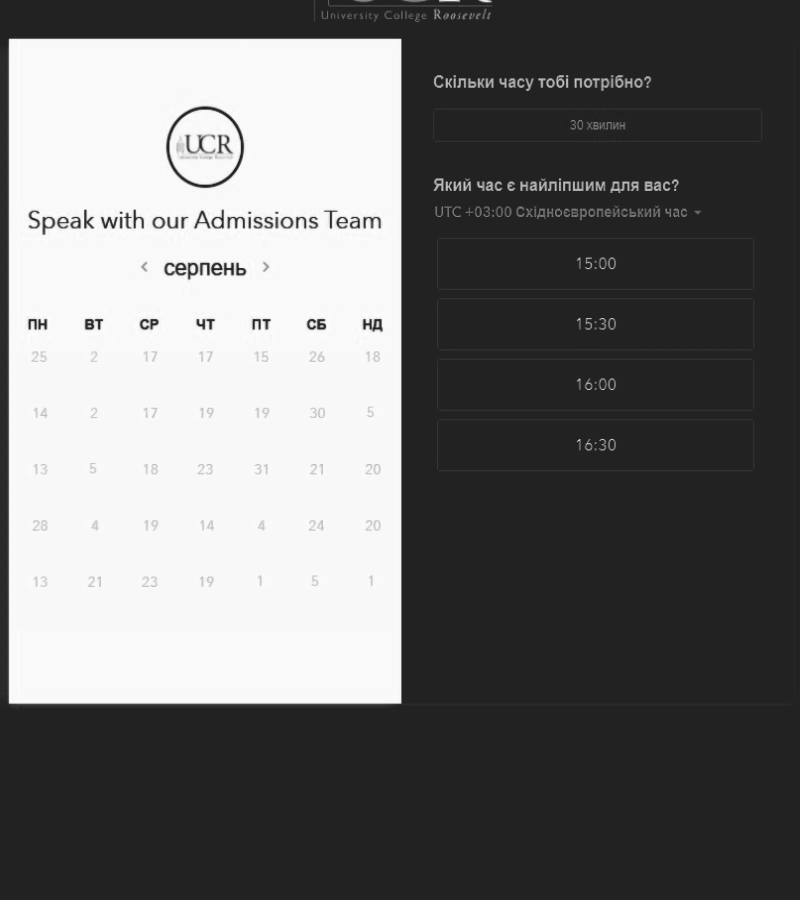 University College Roosevelt
UCR
Speak with our Admissions Team
серпень
ПН ВТ СР ЧТ ПТ СБ НД
25 2 17 17 15 26 18
14 2 17 19 19 30 5
13 5 18 23 31 21 20
28 4 19 14 4 24 20
13 21 23 19 1 5 1
Скільки часу тобі потрібно?
30 хвилин
Який час є найліпшим для вас?
UTC +03:00 Східноєвропейський час
15:00
15:30
16:00
16:30